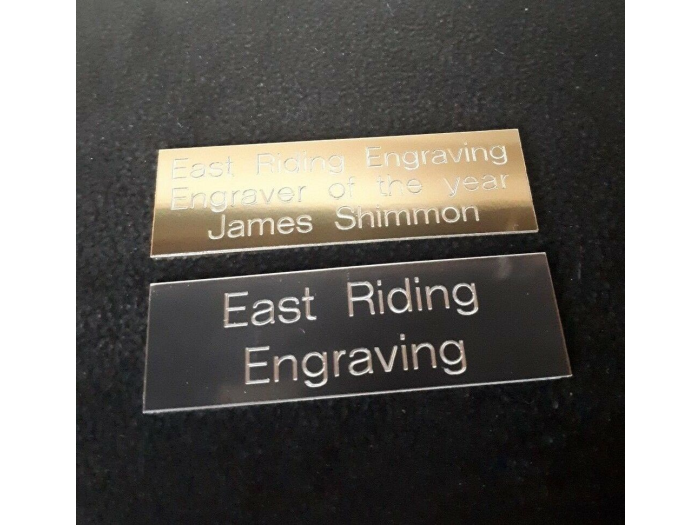 East Riding Engraving
Engraver of the year
James Shimmon
East Riding
Engraving